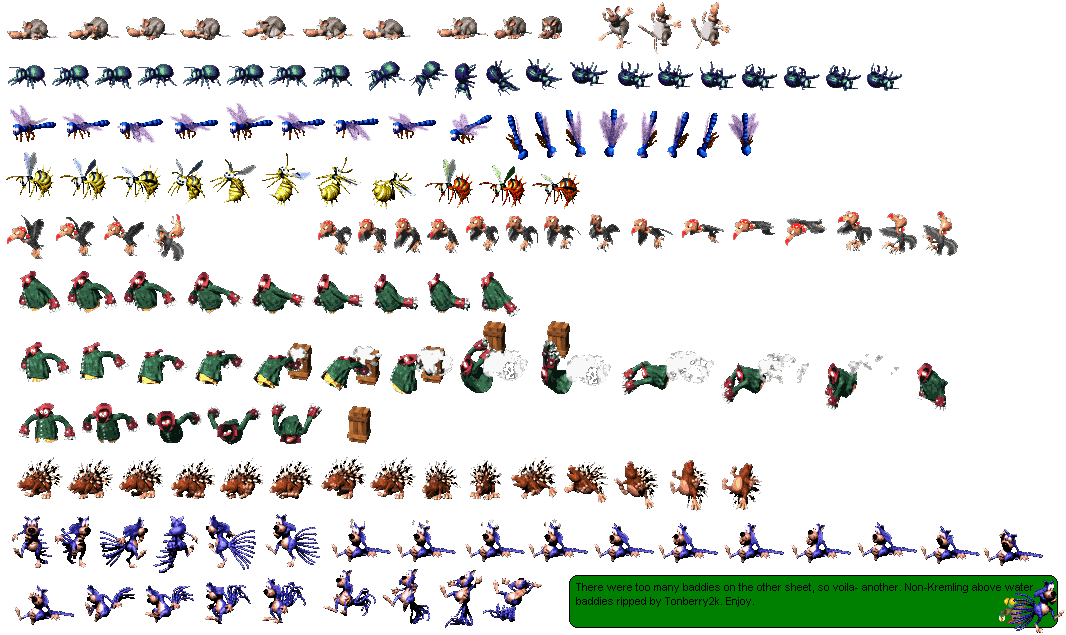 There were too many baddies on the other sheet, so voila- another. Non-Kremling above water
baddies ripped by Tonberry2k. Enjoy.